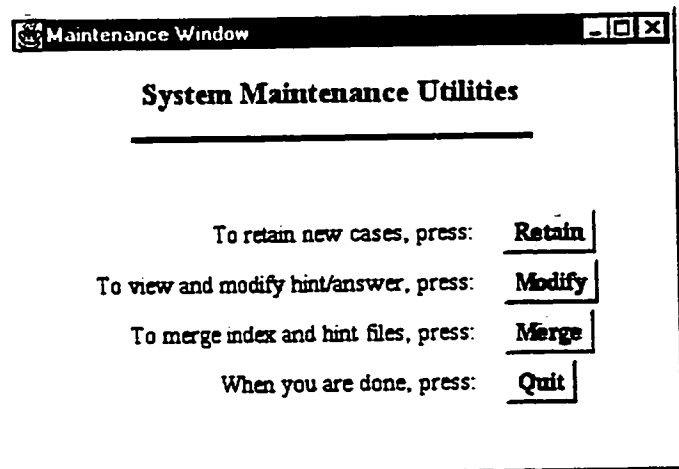 Maintenance Window
System Maintenance Utilities
To retain new cases, press: Retain
To view and modify hint/answer, press: Modify
To merge index and hint files, press: Merge
When you are done, press: Quit